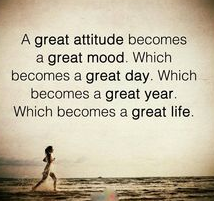 A great attitude becomes
a great mood. Which
becomes a great day. Which
becomes a great year.
Which becomes a great life.